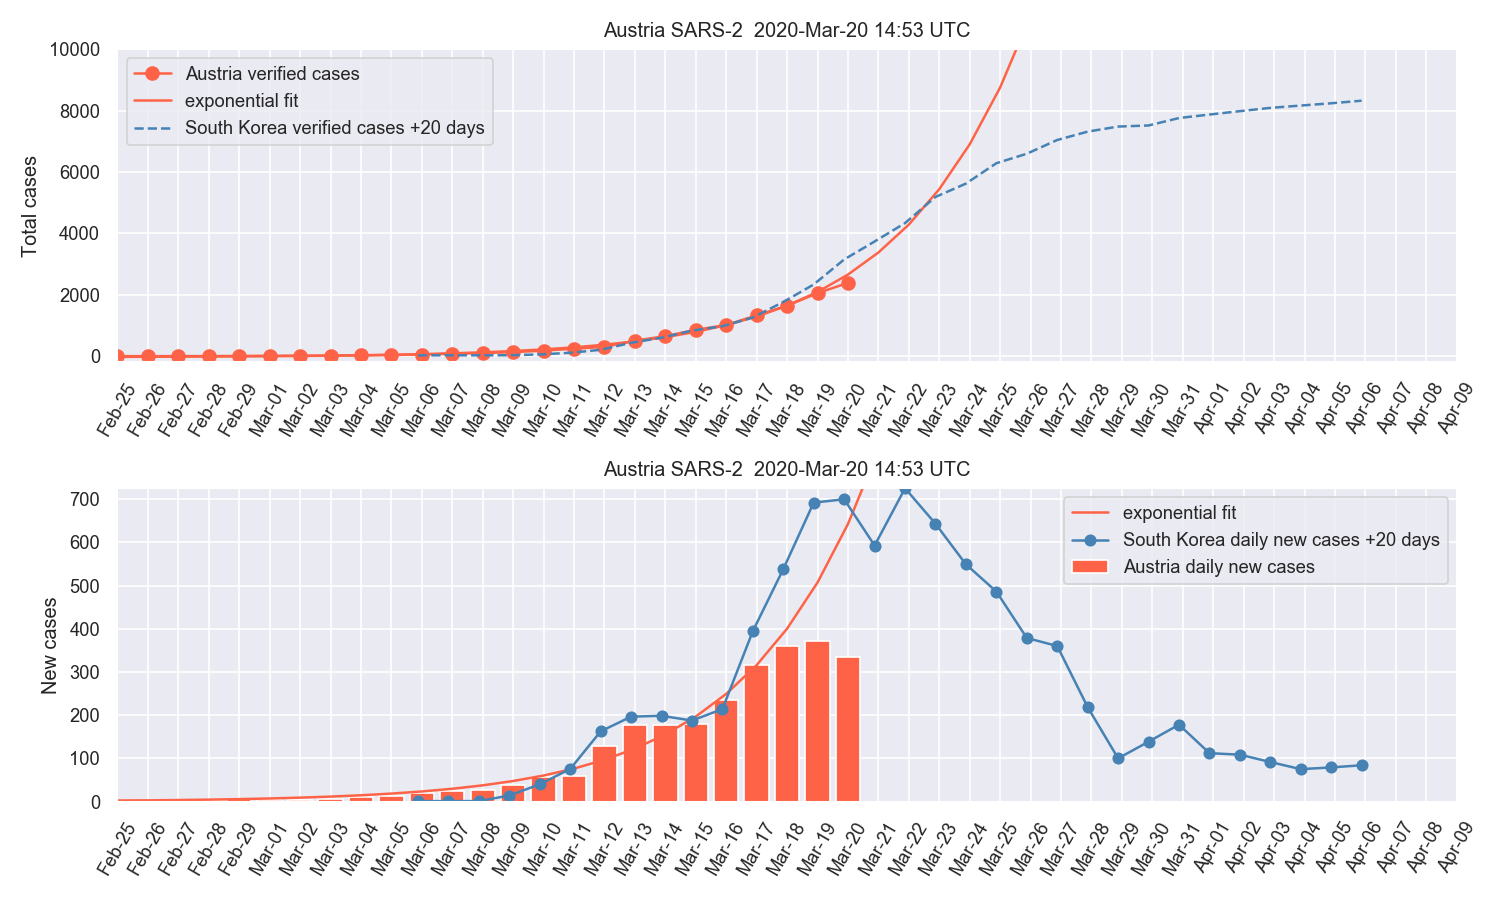 Austria SARS-2  2020-Mar-20 14:53 UTC
10000
8000
6000
4000
2000
0
Total cases
Austria verified cases
exponential fit
South Korea verified cases +20 days
Feb-25
Feb-26
Feb-27
Feb-28
Feb-29
Mar-01
Mar-02
Mar-03
Mar-04
Mar-05
Mar-06
Mar-07
Mar-08
Mar-09
Mar-10
Mar-11
Mar-12
Mar-13
Mar-14
Mar-15
Mar-16
Mar-17
Mar-18
Mar-19
Mar-20
Mar-21
Mar-22
Mar-23
Mar-24
Mar-25
Mar-26
Mar-27
Mar-28
Mar-29
Mar-30
Mar-31
Apr-01
Apr-02
Apr-03
Apr-04
Apr-05
Apr-06
Apr-07
Apr-08
Apr-09
Austria SARS-2  2020-Mar-20 14:53 UTC
700
600
500
400
300
200
100
0
New cases
exponential fit
South Korea daily new cases +20 days
Austria daily new cases
Feb-25
Feb-26
Feb-27
Feb-28
Feb-29
Mar-01
Mar-02
Mar-03
Mar-04
Mar-05
Mar-06
Mar-07
Mar-08
Mar-09
Mar-10
Mar-11
Mar-12
Mar-13
Mar-14
Mar-15
Mar-16
Mar-17
Mar-18
Mar-19
Mar-20
Mar-21
Mar-22
Mar-23
Mar-24
Mar-25
Mar-26
Mar-27
Mar-28
Mar-29
Mar-30
Mar-31
Apr-01
Apr-02
Apr-03
Apr-04
Apr-05
Apr-06
Apr-07
Apr-08
Apr-09